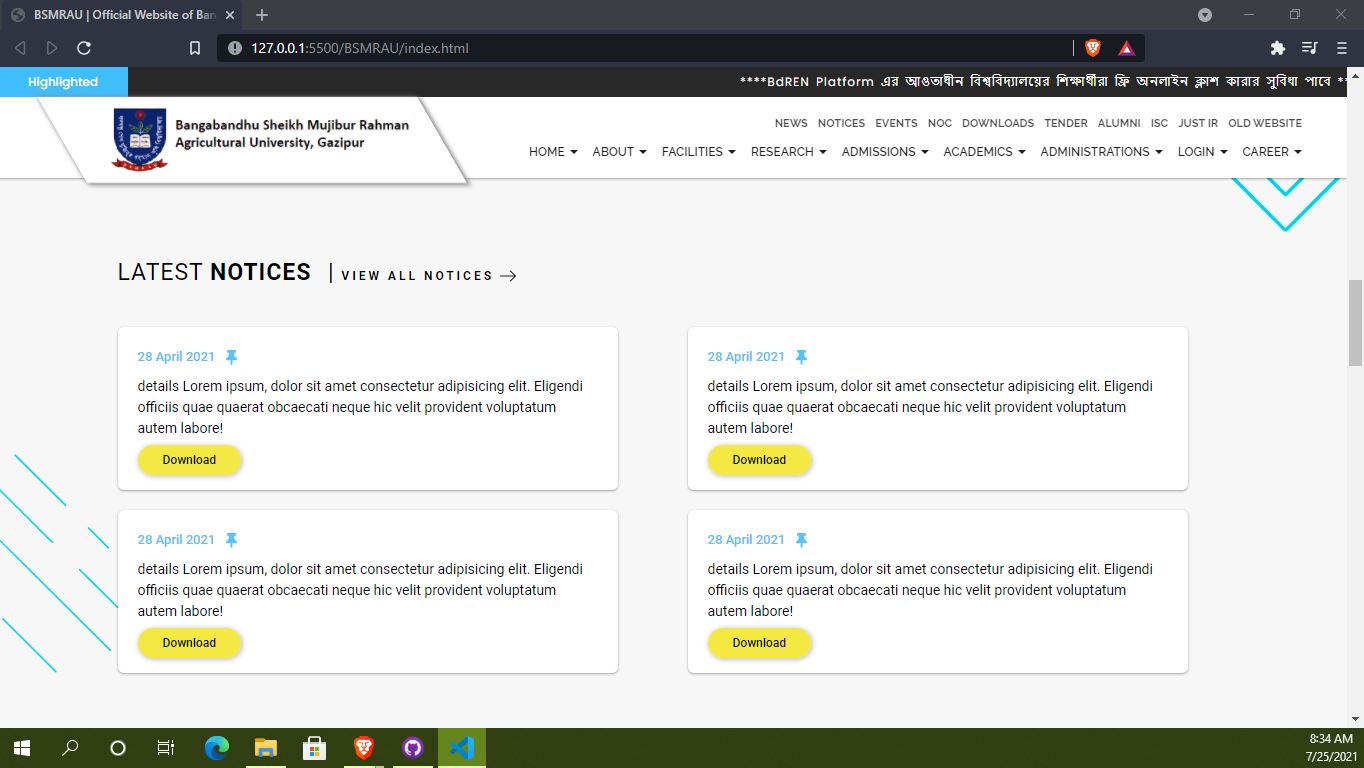 BSMRAU | Official Website of Ban
127.0.0.1:5500/BSMRAU/index.html
Highlighted
****BdREN Platform এর আওতাধীন বিশ্ববিদ্যালয়ের শিক্ষার্থীরা ফ্রি অনলাইন ক্লাশ করার সুবিধা পাবে **
Bangabandhu Sheikh Mujibur Rahman
Agricultural University, Gazipur
NEWS NOTICES EVENTS NOC DOWNLOADS TENDER ALUMNI ISC JUST IR OLD WEBSITE
HOME ABOUT FACILITIES RESEARCH ADMISSIONS ACADEMICS ADMINISTRATIONS LOGIN CAREER
LATEST NOTICES | VIEW ALL NOTICES
28 April 2021
details Lorem ipsum, dolor sit amet consectetur adipisicing elit. Eligendi
officiis quae quaerat obcaecati neque hic velit provident voluptatum
autem labore!
Download
28 April 2021
details Lorem ipsum, dolor sit amet consectetur adipisicing elit. Eligendi
officiis quae quaerat obcaecati neque hic velit provident voluptatum
autem labore!
Download
28 April 2021
details Lorem ipsum, dolor sit amet consectetur adipisicing elit. Eligendi
officiis quae quaerat obcaecati neque hic velit provident voluptatum
autem labore!
Download
28 April 2021
details Lorem ipsum, dolor sit amet consectetur adipisicing elit. Eligendi
officiis quae quaerat obcaecati neque hic velit provident voluptatum
autem labore!
Download
8:34 AM
7/25/2021